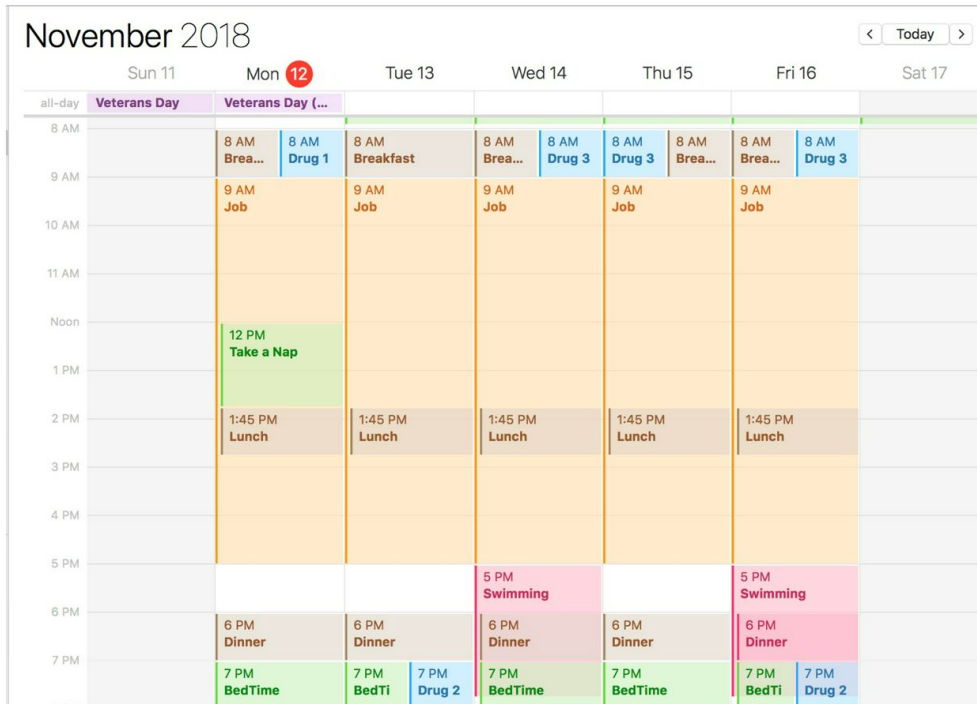 November 2018
< Today >
Sun 11 Mon 12 Tue 13 Wed 14 Thu 15 Fri 16 Sat 17
all-day Veterans Day Veterans Day (...
8 AM
8 AM 8 AM 8 AM 8 AM 8 AM 8 AM 8 AM 8 AM 8 AM
Brea... Drug 1 Breakfast Brea... Drug 3 Drug 3 Brea... Brea... Drug 3
9 AM
9 AM 9 AM 9 AM 9 AM 9 AM
Job Job Job Job Job
10 AM
11 AM
Noon
12 PM
Take a Nap
1 PM
2 PM 1:45 PM 1:45 PM 1:45 PM 1:45 PM 1:45 PM
Lunch Lunch Lunch Lunch Lunch
3 PM
4 PM
5 PM
5 PM 5 PM
Swimming Swimming
6 PM
6 PM 6 PM 6 PM 6 PM 6 PM
Dinner Dinner Dinner Dinner Dinner
7 PM
7 PM 7 PM 7 PM 7 PM 7 PM 7 PM 7 PM
BedTime BedTi Drug 2 BedTime BedTime BedTi Drug 2